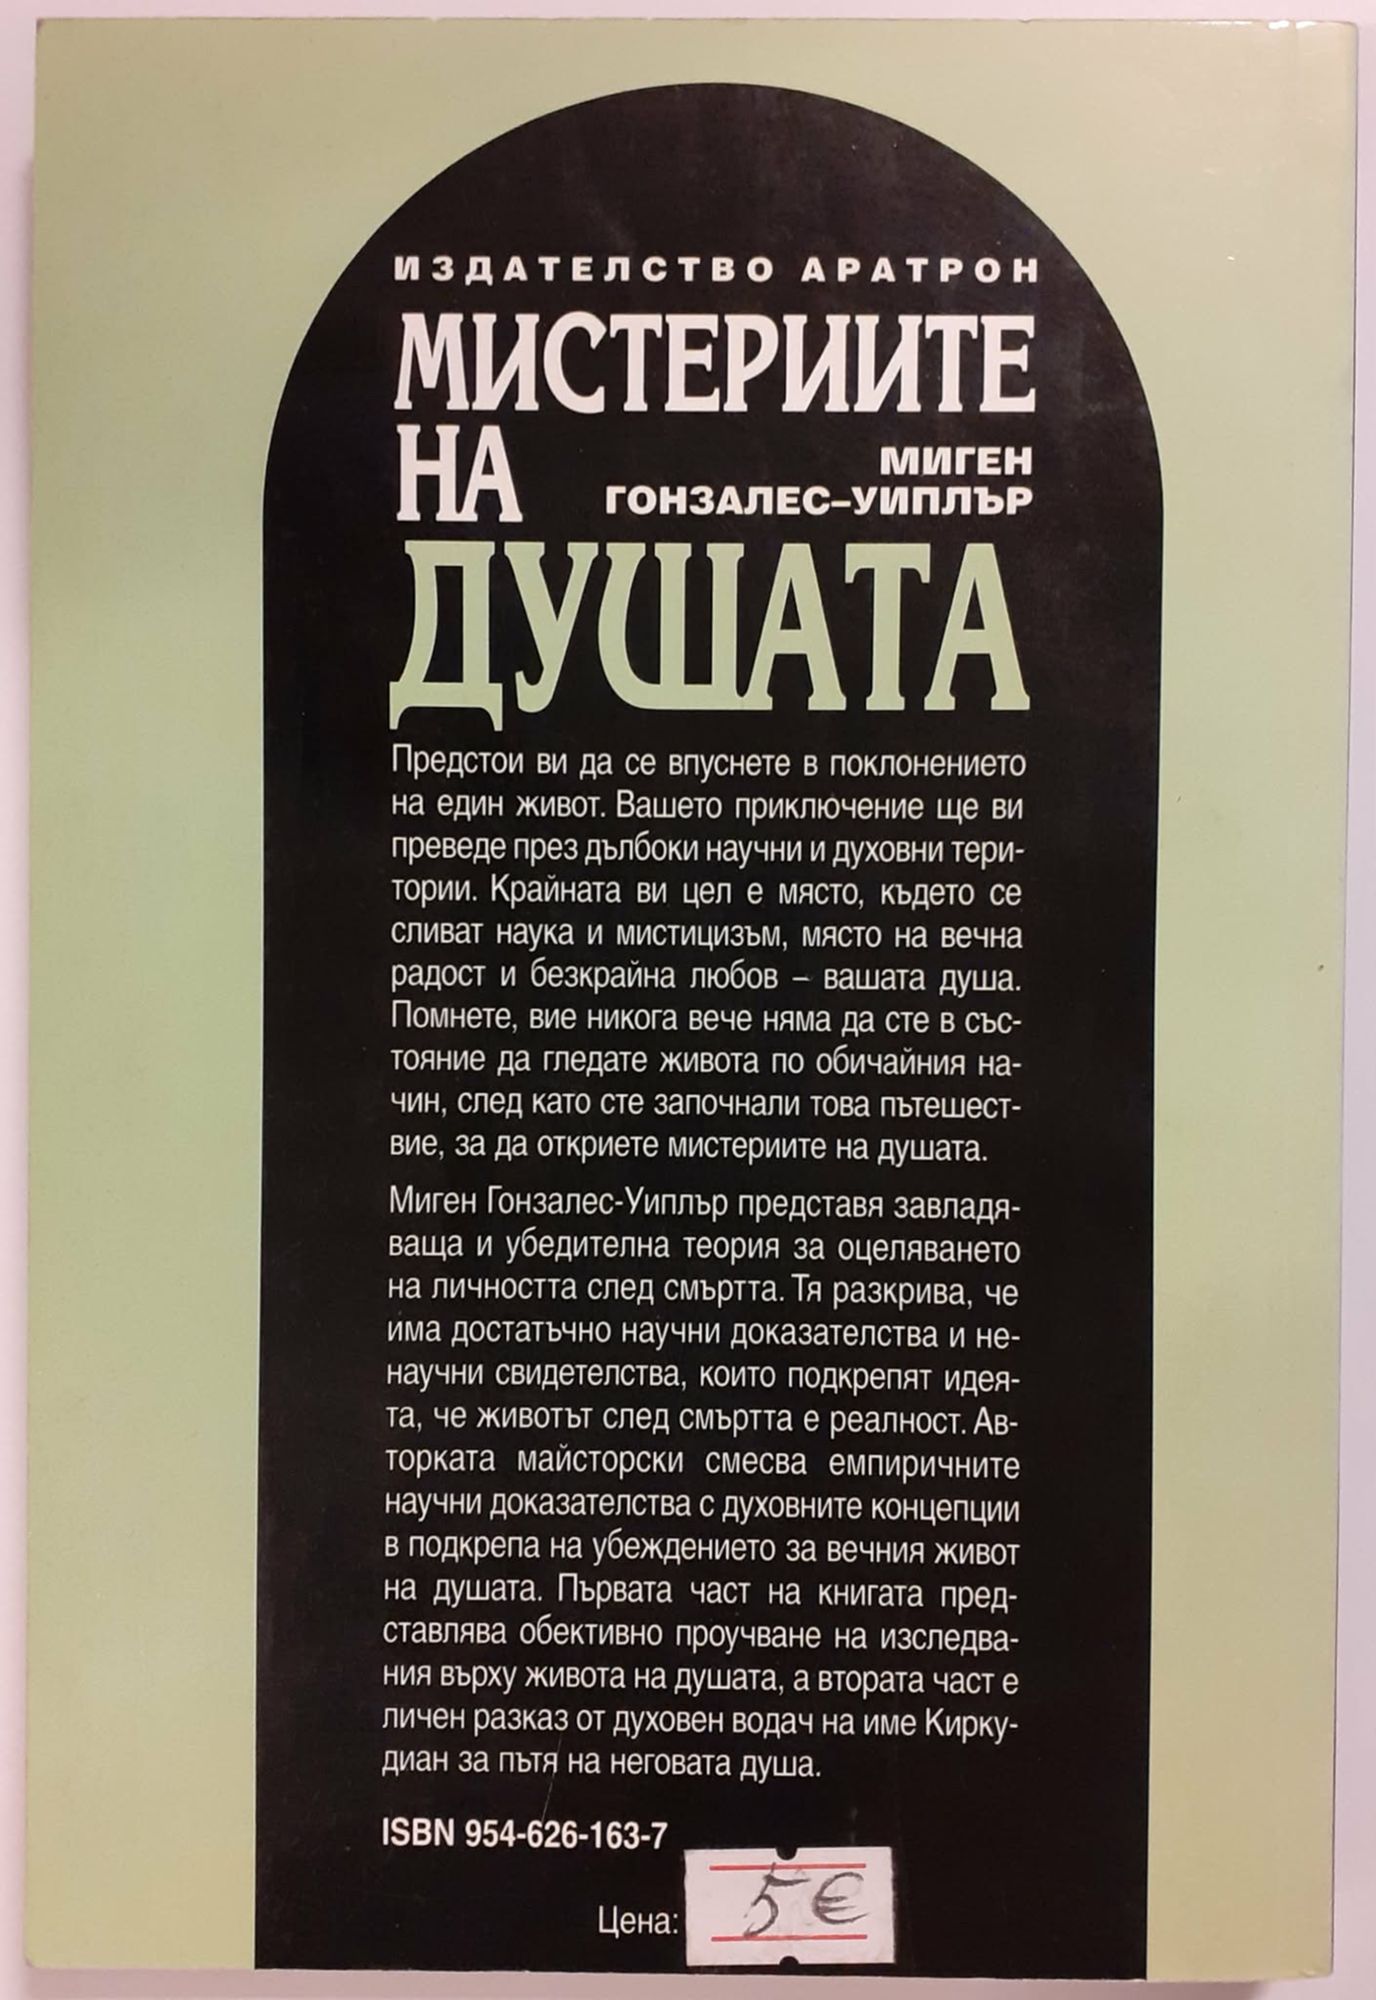 ИЗДАТЕЛСТВО АРАТРОН
МИСТЕРИИТЕ
НА
МИГЕН
ГОНЗАЛЕС–УИПЛЪР
ДУШАТА
Предстои ви да се впуснете в поклонението
на един живот. Вашето приключение ще ви
преведе през дълбоки научни и духовни тери-
тории. Крайната ви цел е място, където се
сливат наука и мистицизъм, място на вечна
радост и безкрайна любов – вашата душа.
Помнете, вие никога вече няма да сте в със-
тояние да гледате живота по обичайния на-
чин, след като сте започнали това пътешест-
вие, за да откриете мистериите на душата.
Миген Гонзалес-Уиплър представя завладя-
ваща и убедителна теория за оцеляването
на личността след смъртта. Тя разкрива, че
има достатъчно научни доказателства и не-
научни свидетелства, които подкрепят идея-
та, че животът след смъртта е реалност. Ав-
торката майсторски смесва емпиричните
научни доказателства с духовните концепции
в подкрепа на убеждението за вечния живот
на душата. Първата част на книгата пред-
ставлява обективно проучване на изследва-
ния върху живота на душата, а втората част е
личен разказ от духовен водач на име Кирку-
диан за пътя на неговата душа.
ISBN 954-626-163-7
Цена: 5 €